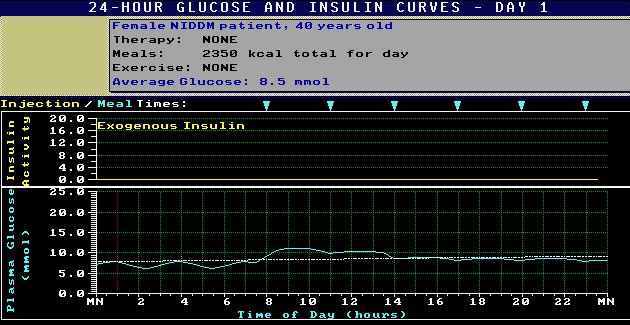 24-HOUR GLUCOSE AND INSULIN CURVES - DAY 1
Female NIDDM patient, 40 years old
Therapy: NONE
Meals: 2350 kcal total for day
Exercise: NONE
Average Glucose: 8.5 mmol
Injection / Meal Times:
Insulin Activity
20.0
16.0
12.0
8.0
4.0
0.0
Exogenous Insulin
Plasma Glucose (mmol)
25.0
20.0
15.0
10.0
5.0
0.0
MN 2 4 6 8 10 12 14 16 18 20 22 MN
Time of Day (hours)